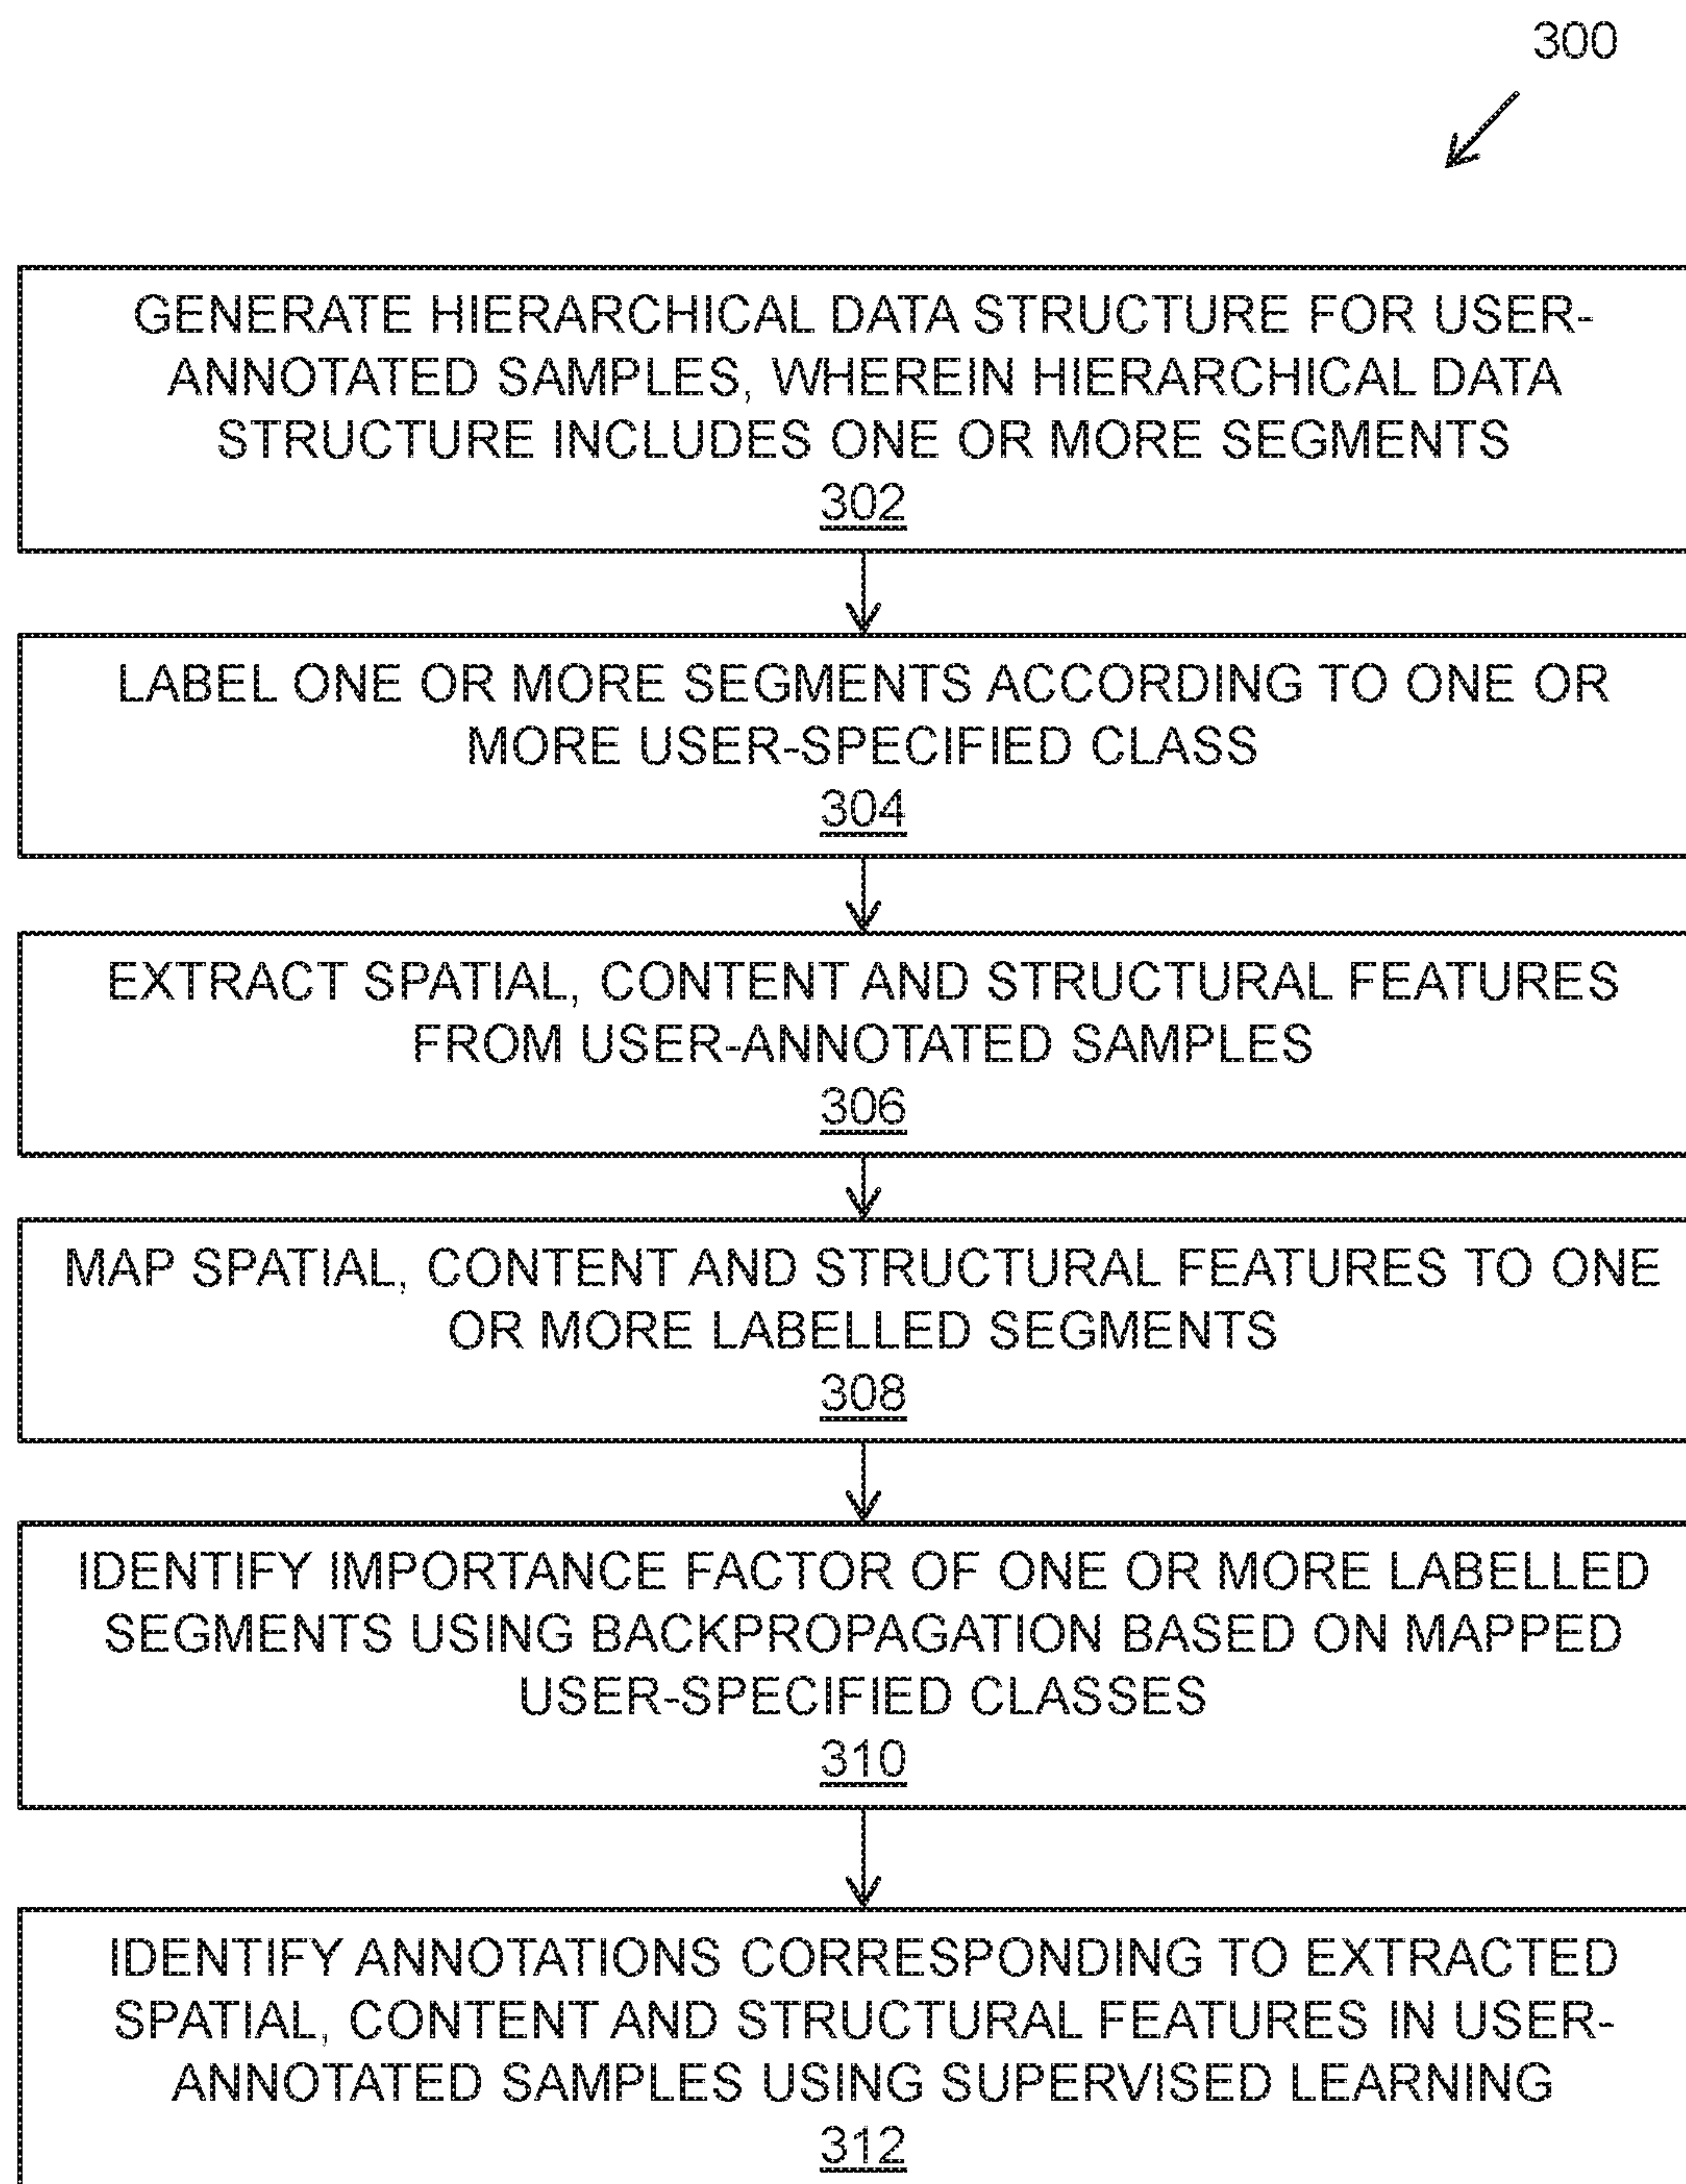 300
GENERATE HIERARCHICAL DATA STRUCTURE FOR USER-
ANNOTATED SAMPLES, WHEREIN HIERARCHICAL DATA
STRUCTURE INCLUDES ONE OR MORE SEGMENTS
302
LABEL ONE OR MORE SEGMENTS ACCORDING TO ONE OR
MORE USER-SPECIFIED CLASS
304
EXTRACT SPATIAL, CONTENT AND STRUCTURAL FEATURES
FROM USER-ANNOTATED SAMPLES
306
MAP SPATIAL, CONTENT AND STRUCTURAL FEATURES TO ONE
OR MORE LABELLED SEGMENTS
308
IDENTIFY IMPORTANCE FACTOR OF ONE OR MORE LABELLED
SEGMENTS USING BACKPROPAGATION BASED ON MAPPED
USER-SPECIFIED CLASSES
310
IDENTIFY ANNOTATIONS CORRESPONDING TO EXTRACTED
SPATIAL, CONTENT AND STRUCTURAL FEATURES IN USER-
ANNOTATED SAMPLES USING SUPERVISED LEARNING
312